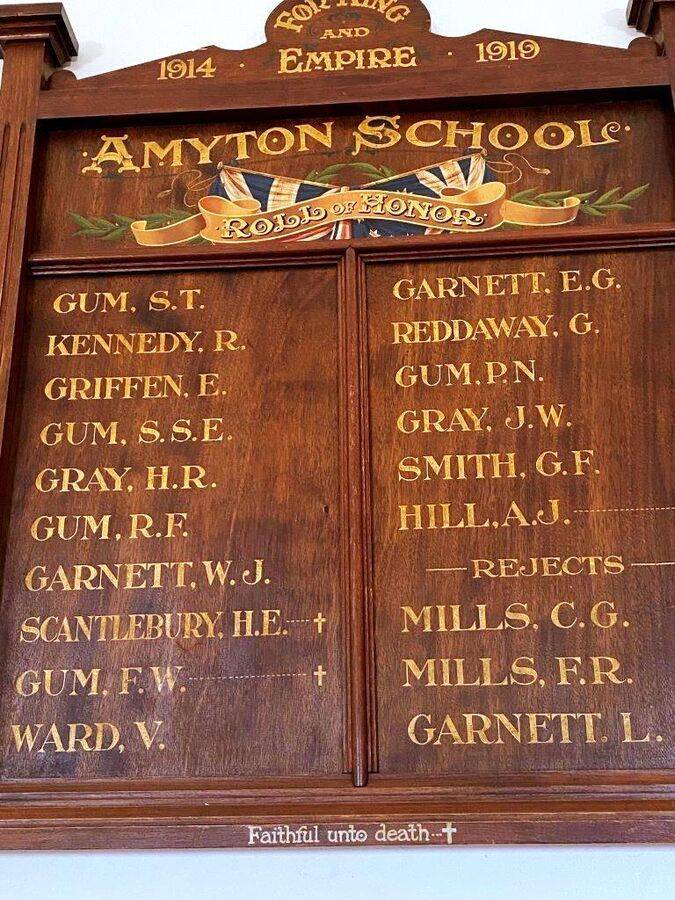 FOR KING
AND
EMPIRE
1914 · · 1919
AMYTON SCHOOL
ROLL OF HONOR
GUM, S.T.
KENNEDY, R.
GRIFFEN, E.
GUM, S.S.E.
GRAY, H.R.
GUM, R.F.
GARNETT, W.J.
SCANTLEBURY, H.E. ---- †
GUM, F.W. ---- †
WARD, V.
GARNETT, E.G.
REDDAWAY, G.
GUM, P.N.
GRAY, J.W.
SMITH, G.F.
HILL, A.J. ----
— REJECTS —
MILLS, C.G.
MILLS, F.R.
GARNETT, L.
Faithful unto death --- †